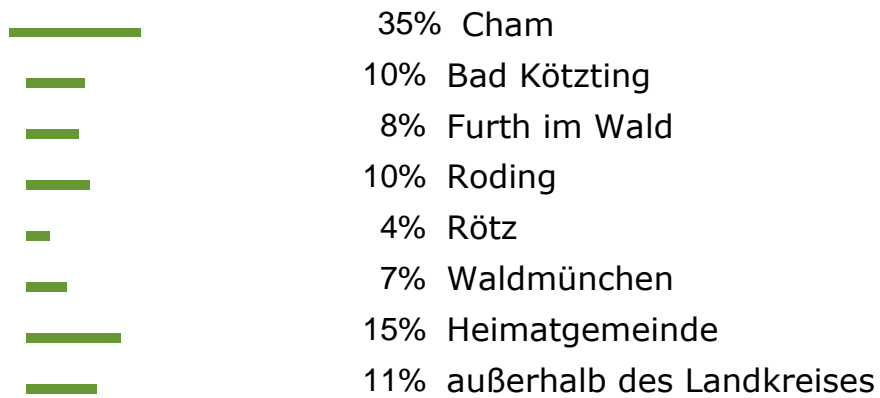 35% Cham
10% Bad Kötzting
8% Furth im Wald
10% Roding
4% Rötz
7% Waldmünchen
15% Heimatgemeinde
11% außerhalb des Landkreises